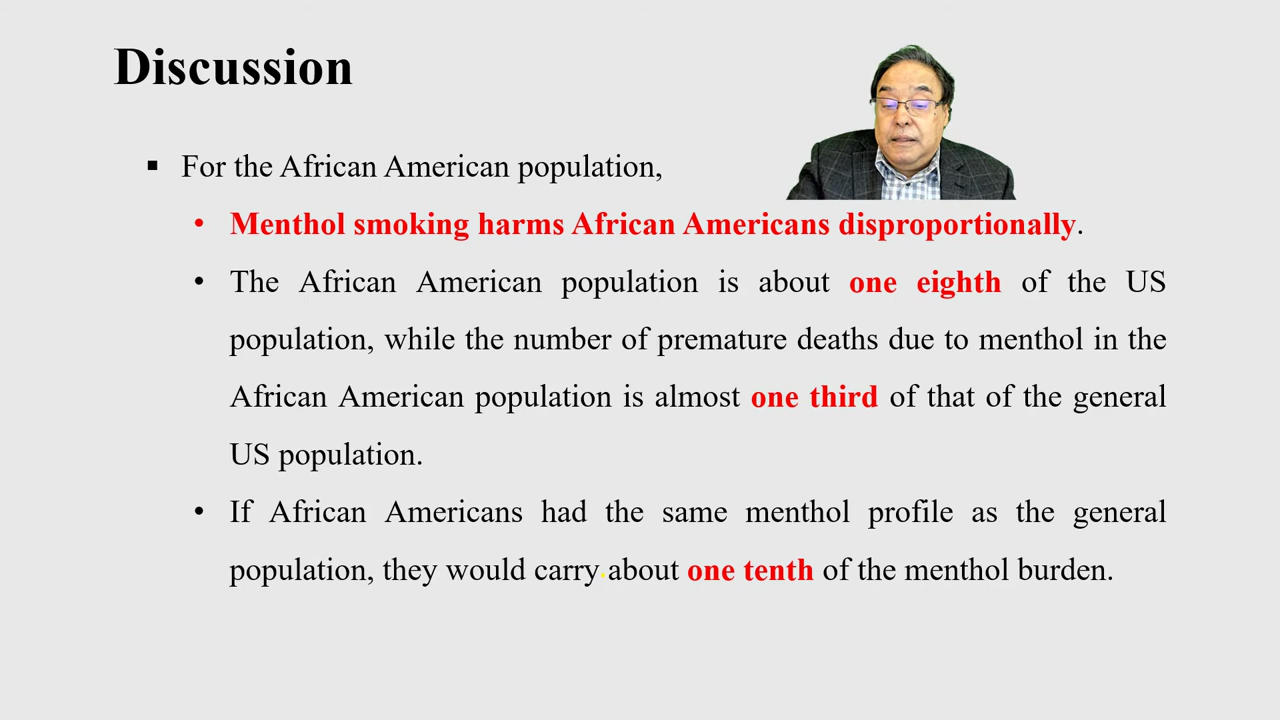 Discussion
▪ For the African American population,
• Menthol smoking harms African Americans disproportionally.
• The African American population is about one eighth of the US
population, while the number of premature deaths due to menthol in the
African American population is almost one third of that of the general
US population.
• If African Americans had the same menthol profile as the general
population, they would carry about one tenth of the menthol burden.